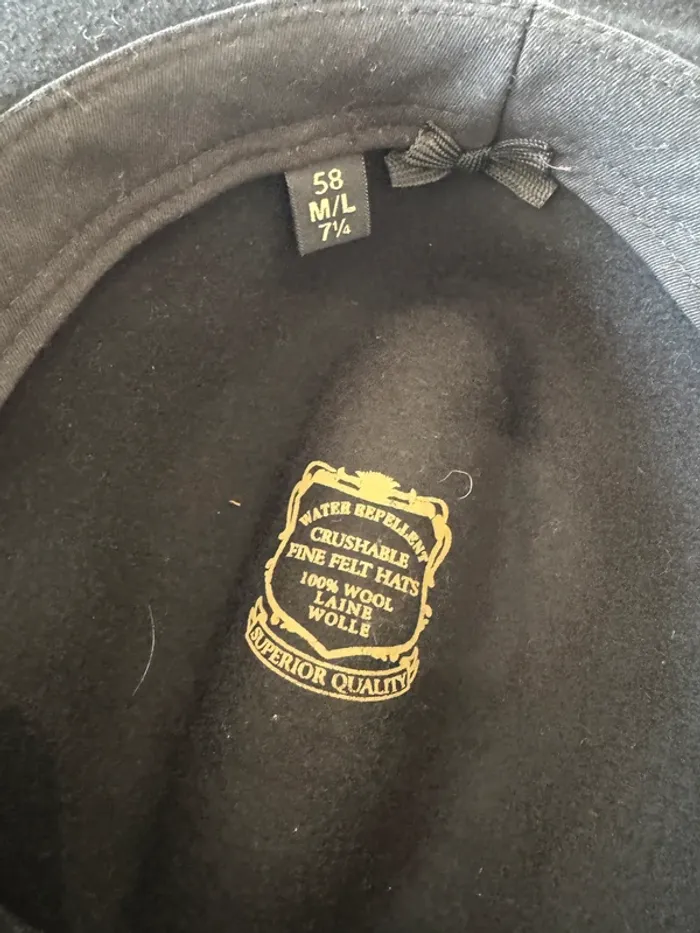 58
M/L
7¼
WATER REPELLENT
CRUSHABLE
FINE FELT HATS
100% WOOL
LAINE
WOLLE
SUPERIOR QUALITY